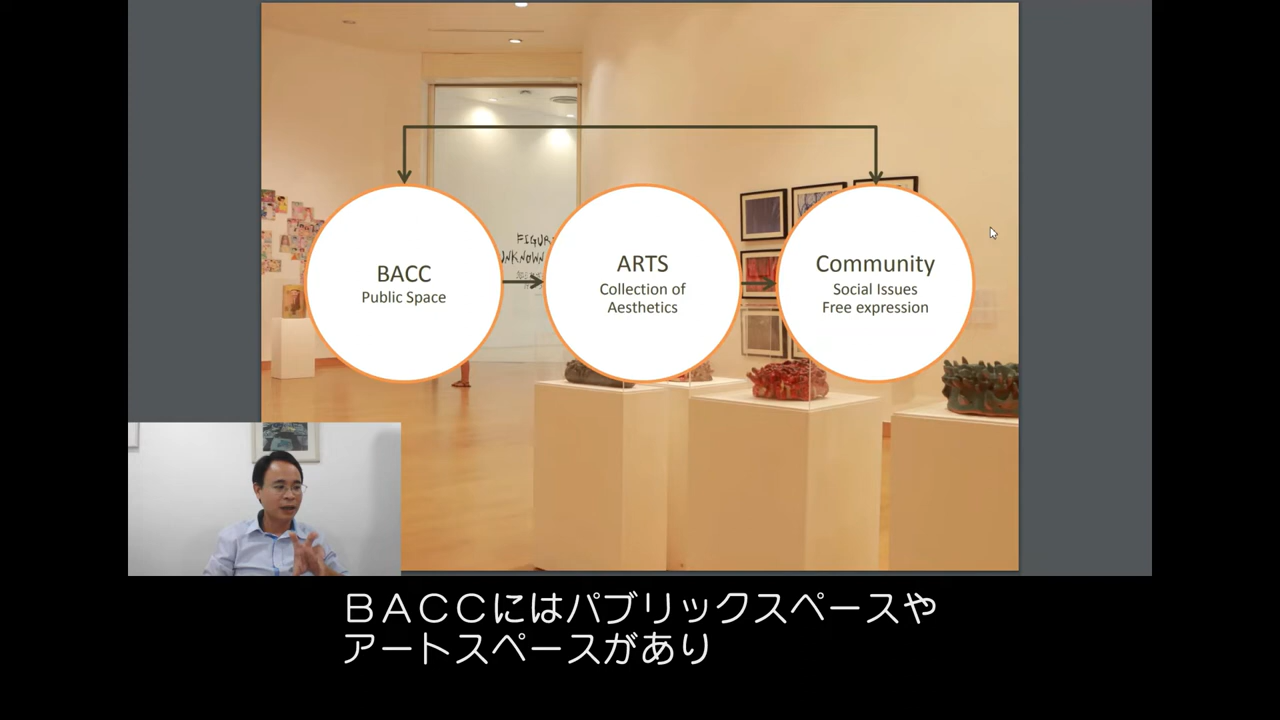 BACC
Public Space
ARTS
Collection of
Aesthetics
Community
Social Issues
Free expression
FIGUR
UNKNOWN
ＢＡＣＣにはパブリックスペースや
アートスペースがあり